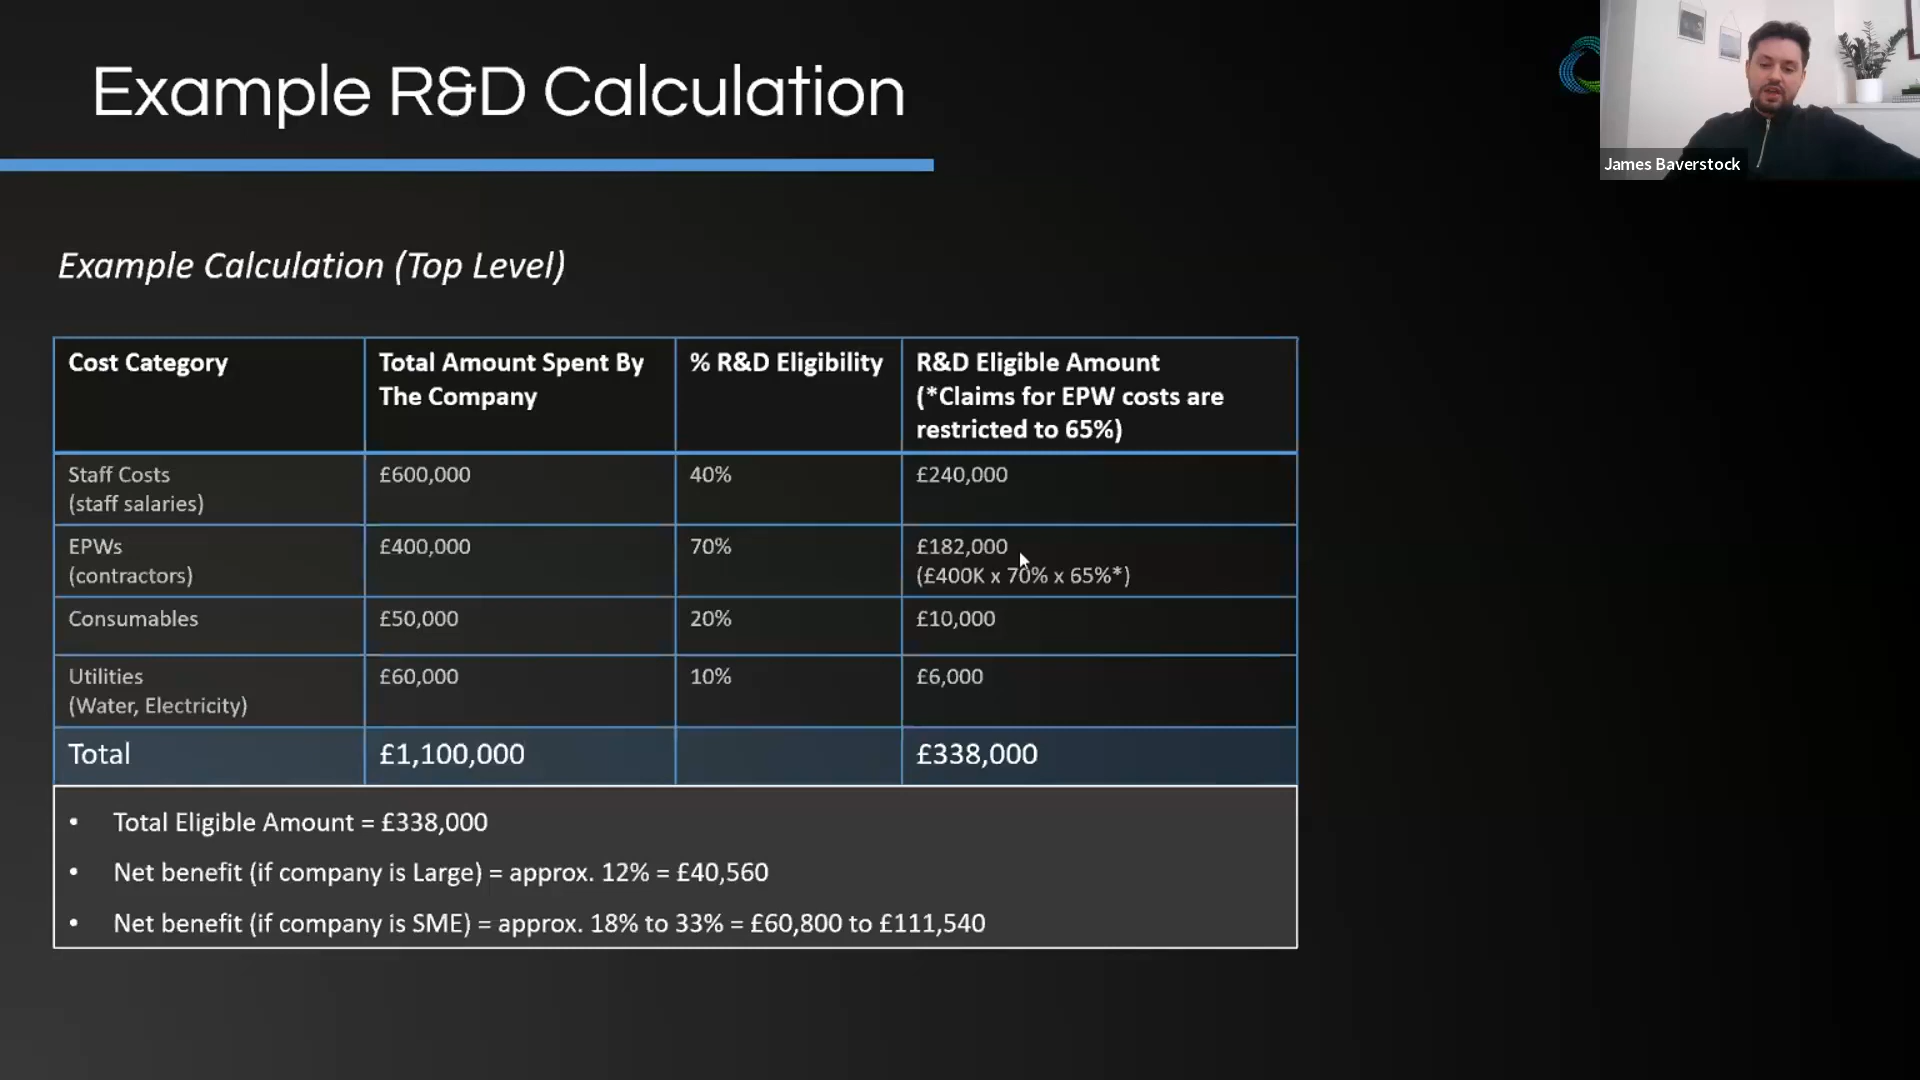 Example R&D Calculation
James Baverstock
Example Calculation (Top Level)
Cost Category
Total Amount Spent By
The Company
% R&D Eligibility
R&D Eligible Amount
(*Claims for EPW costs are
restricted to 65%)
Staff Costs
(staff salaries)
£600,000
40%
£240,000
EPWs
(contractors)
£400,000
70%
£182,000
(£400K x 70% x 65%*)
Consumables
£50,000
20%
£10,000
Utilities
(Water, Electricity)
£60,000
10%
£6,000
Total
£1,100,000
£338,000
• Total Eligible Amount = £338,000
• Net benefit (if company is Large) = approx. 12% = £40,560
• Net benefit (if company is SME) = approx. 18% to 33% = £60,800 to £111,540